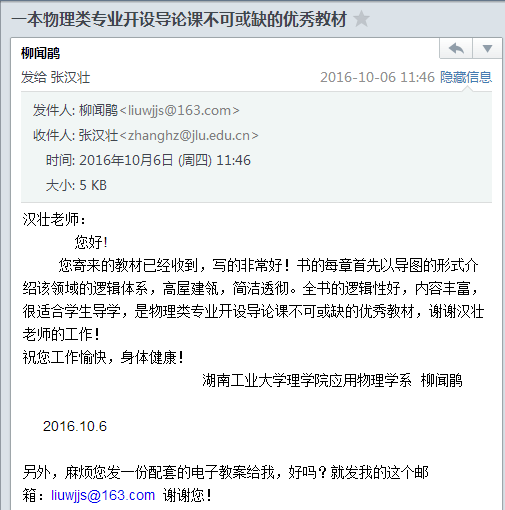 一本物理类专业开设导论课不可或缺的优秀教材
柳闻鹃
发给 张汉壮 2016-10-06 11:46 隐藏信息
发件人: 柳闻鹃<liuwjjs@163.com>
收件人: 张汉壮<zhanghz@jlu.edu.cn>
时间: 2016年10月6日 (周四) 11:46
大小: 5 KB
汉壮老师：
您好！
您寄来的教材已经收到，写的非常好！书的每章首先以导图的形式介
绍该领域的逻辑体系，高屋建瓴，简洁透彻。全书的逻辑性好，内容丰富，
很适合学生导学，是物理类专业开设导论课不可或缺的优秀教材，谢谢汉壮
老师的工作！
祝您工作愉快，身体健康！
湖南工业大学理学院应用物理学系 柳闻鹃
2016.10.6
另外，麻烦您发一份配套的电子教案给我，好吗？就发我的这个邮
箱：liuwjjs@163.com 谢谢您！